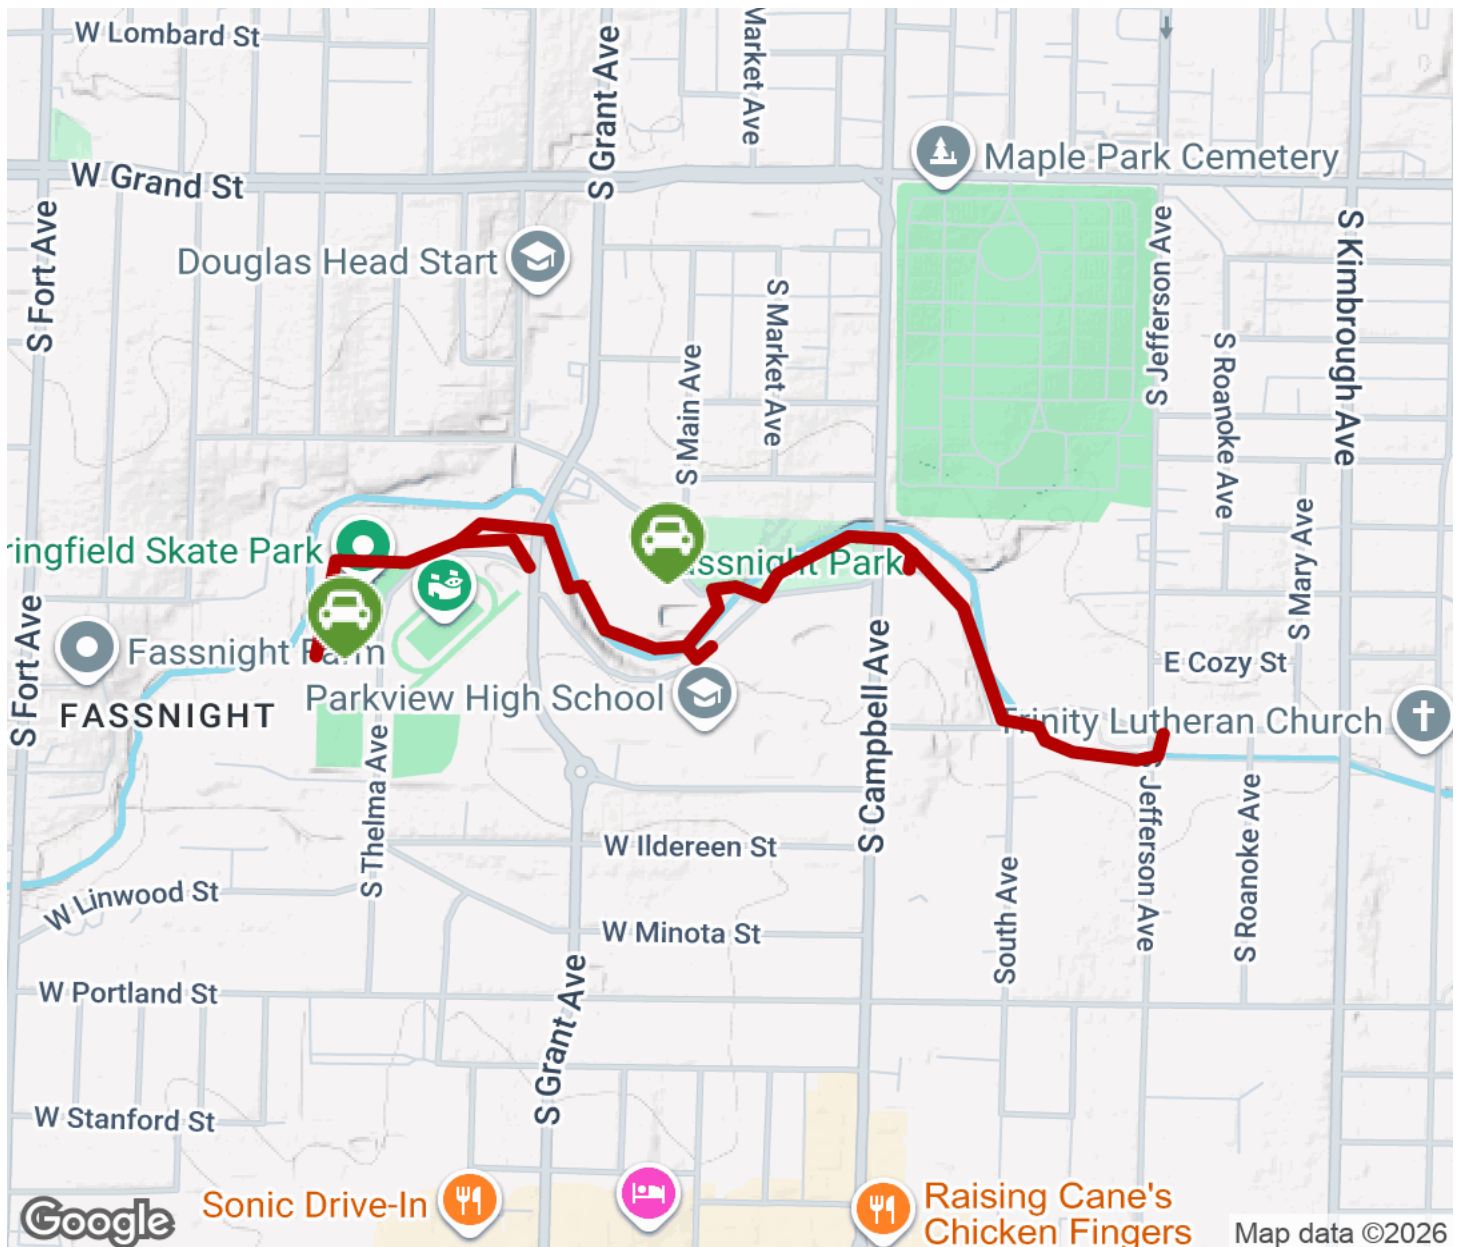 W Lombard St
S Grant Ave
Market Ave
Maple Park Cemetery
W Grand St
S Fort Ave
Douglas Head Start
S Jefferson Ave
S Kimbrough Ave
S Market Ave
S Main Ave
S Roanoke Ave
S Mary Ave
ringfield Skate Park
assnight Park
S Fort Ave
Fassnight Farm
E Cozy St
Parkview High School
FASSNIGHT
Trinity Lutheran Church
S Campbell Ave
S Thelma Ave
S Jefferson Ave
S Roanoke Ave
W Ildereen St
South Ave
W Linwood St
W Minota St
W Portland St
S Grant Ave
W Stanford St
Sonic Drive-In
Raising Cane's
Chicken Fingers
Google
Map data ©2026